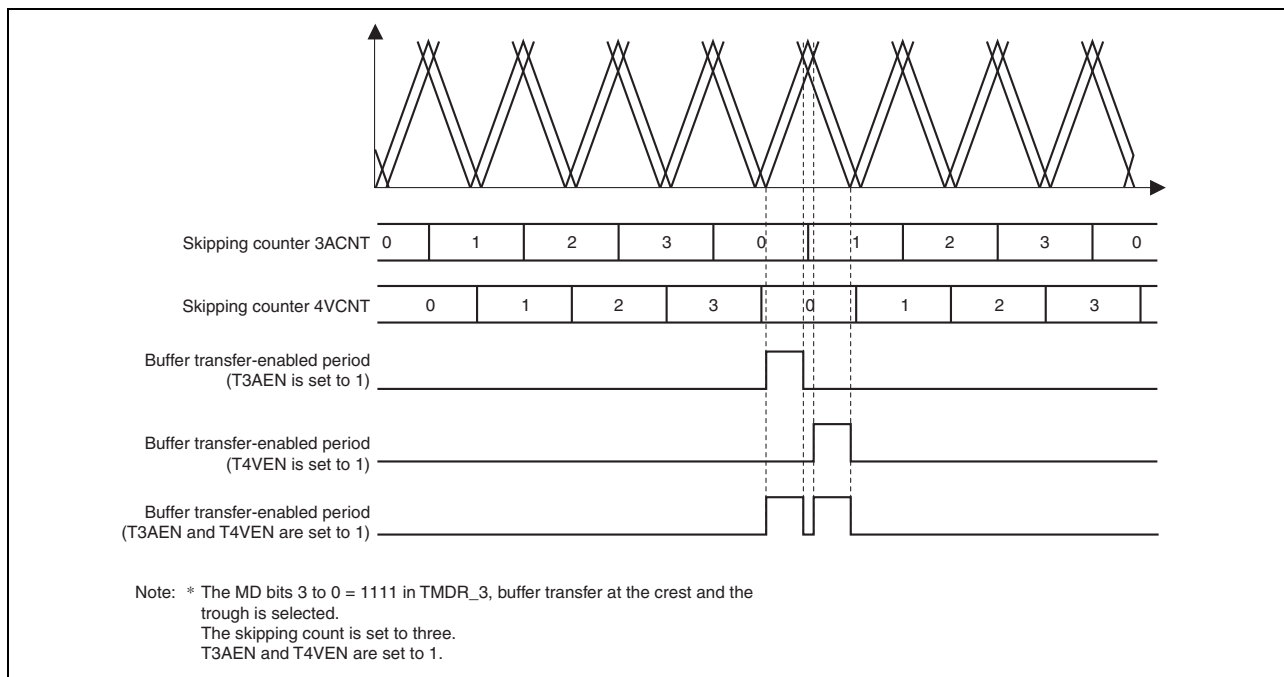 Skipping counter 3ACNT 0 1 2 3 0 1 2 3 0
Skipping counter 4VCNT 0 1 2 3 0 1 2 3
Buffer transfer-enabled period
(T3AEN is set to 1)
Buffer transfer-enabled period
(T4VEN is set to 1)
Buffer transfer-enabled period
(T3AEN and T4VEN are set to 1)
Note: * The MD bits 3 to 0 = 1111 in TMDR_3, buffer transfer at the crest and the
trough is selected.
The skipping count is set to three.
T3AEN and T4VEN are set to 1.